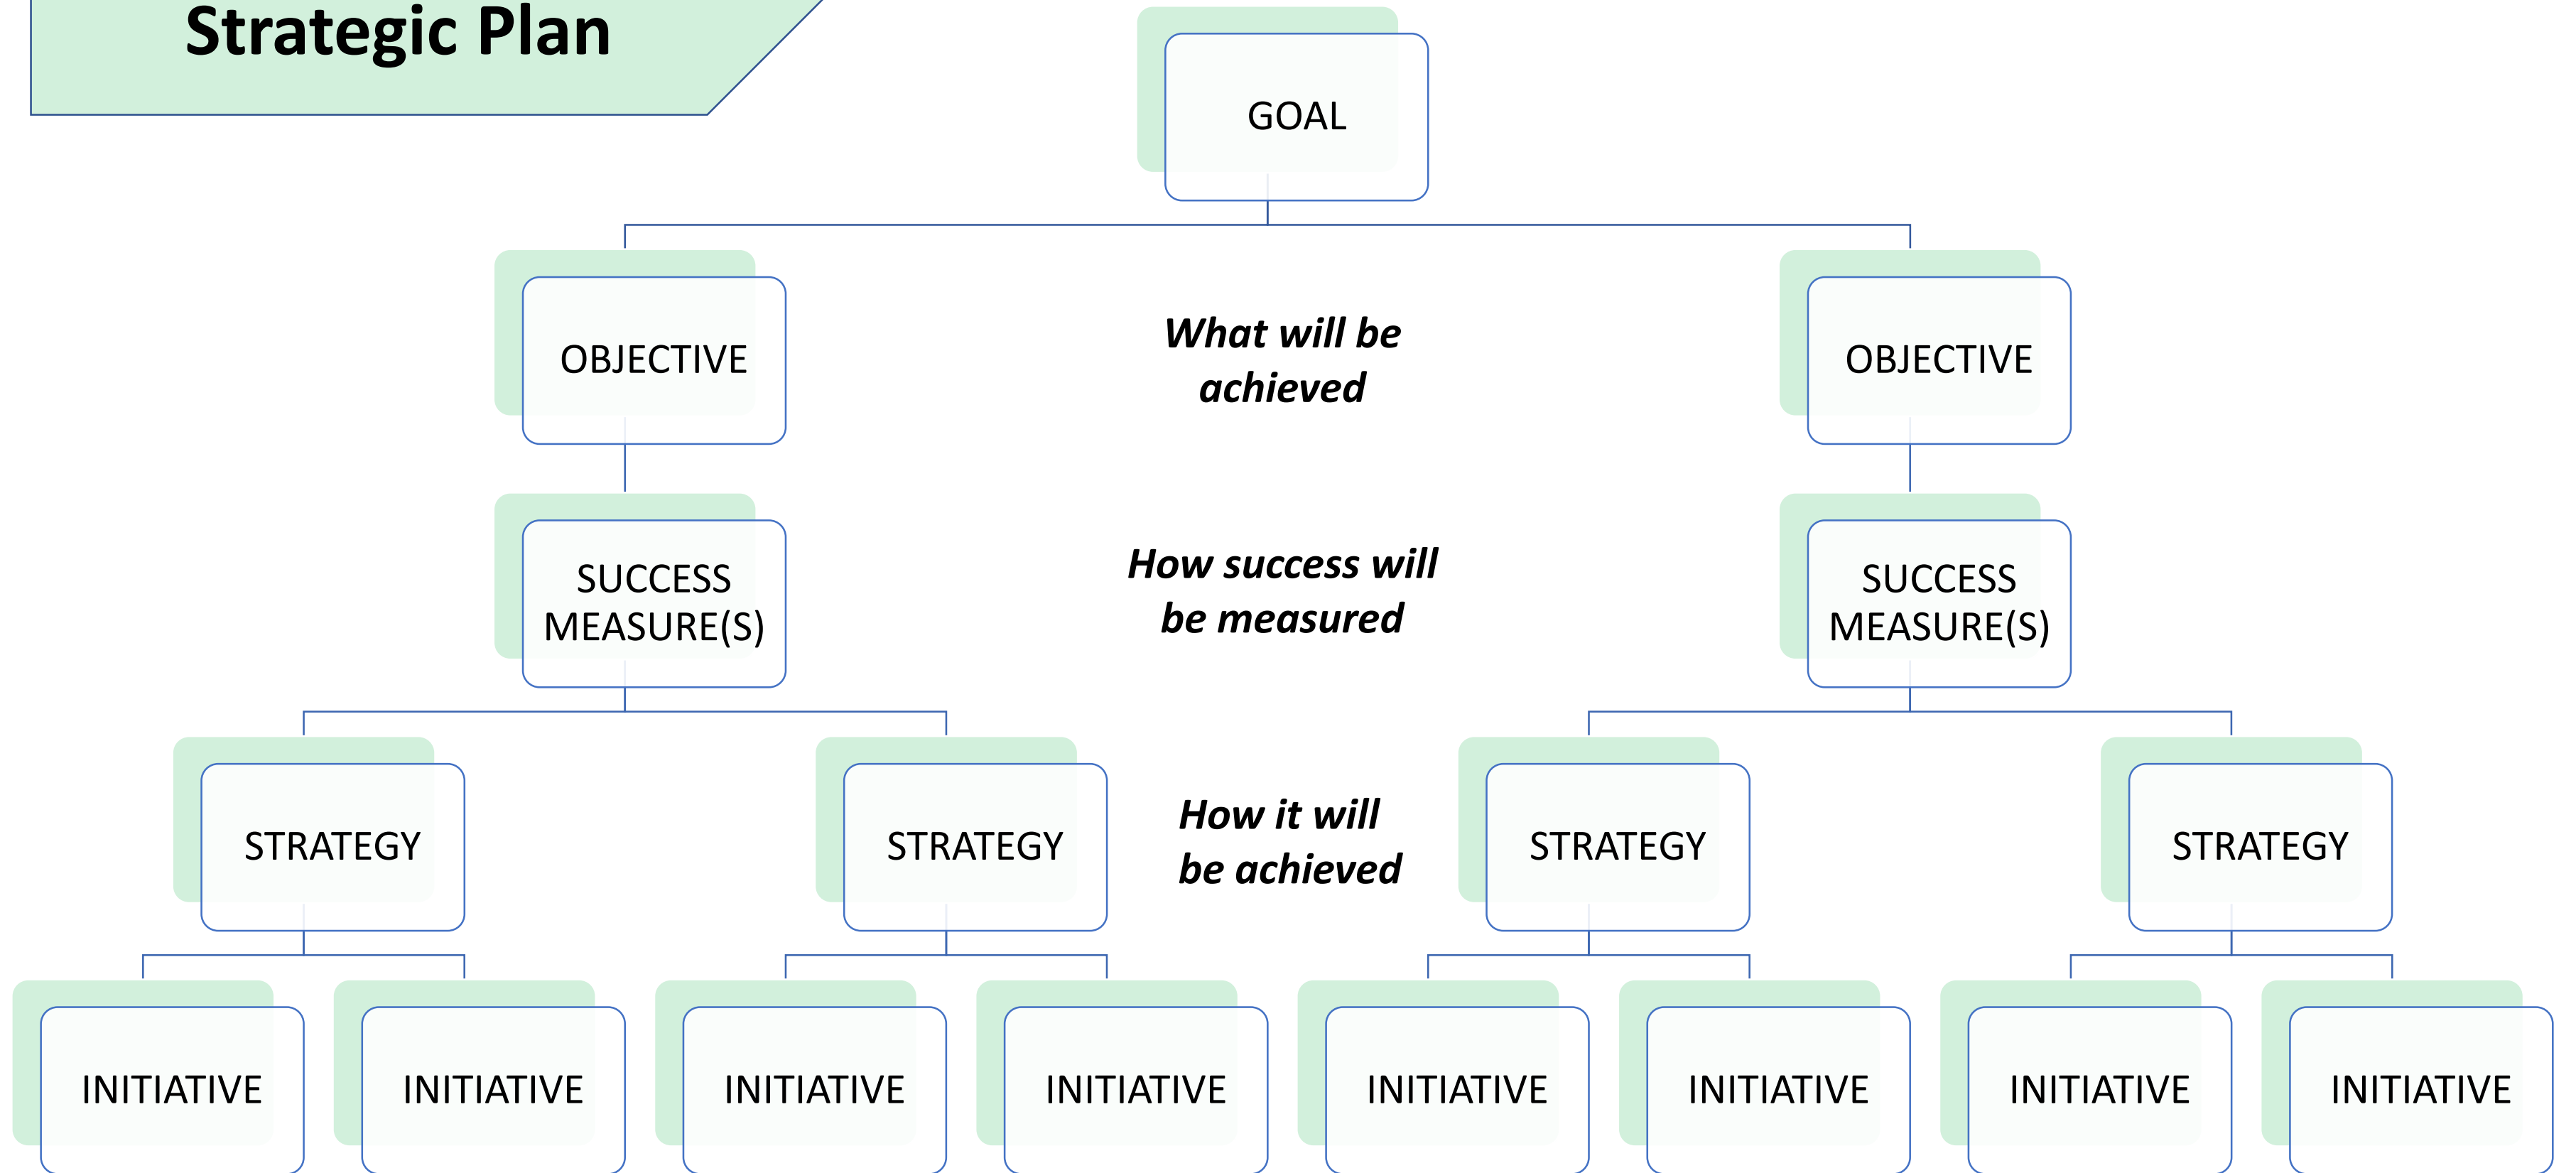 Strategic Plan
GOAL
OBJECTIVE
What will be
achieved
OBJECTIVE
SUCCESS
MEASURE(S)
How success will
be measured
SUCCESS
MEASURE(S)
STRATEGY
STRATEGY
How it will
be achieved
STRATEGY
STRATEGY
INITIATIVE
INITIATIVE
INITIATIVE
INITIATIVE
INITIATIVE
INITIATIVE
INITIATIVE
INITIATIVE